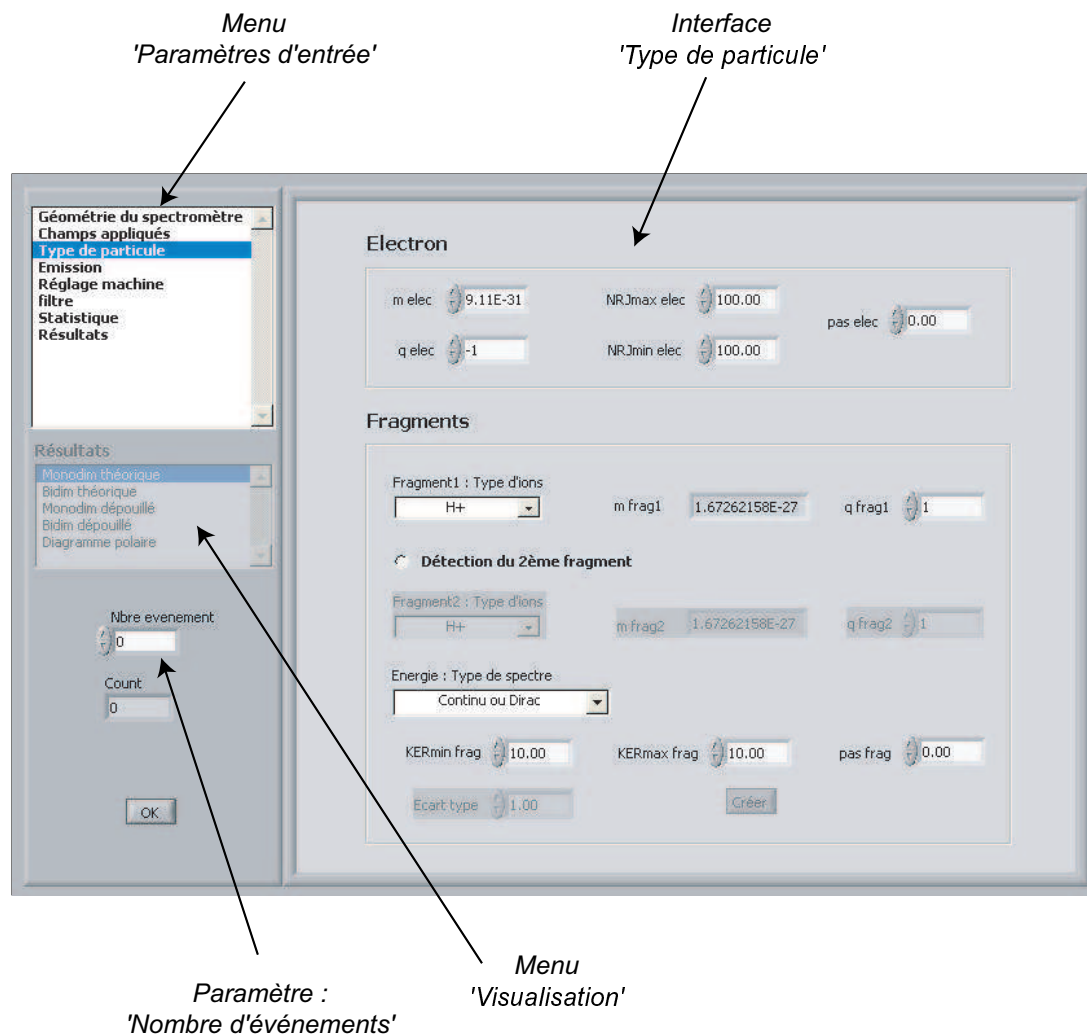 Menu
'Paramètres d'entrée'
Interface
'Type de particule'
Géométrie du spectromètre
Champs appliqués
Type de particule
Emission
Réglage machine
filtre
Statistique
Résultats
Résultats
Monodim théorique
Bidim théorique
Monodim dépouillé
Bidim dépouillé
Diagramme polaire
Nbre evenement
0
Count
0
OK
Electron
m elec 9.11E-31 NRJmax elec 100.00 pas elec 0.00
q elec -1 NRJmin elec 100.00
Fragments
Fragment1 : Type d'ions
H+ m frag1 1.67262158E-27 q frag1 1
Détection du 2ème fragment
Fragment2 : Type d'ions
H+ m frag2 1.67262158E-27 q frag2 1
Energie : Type de spectre
Continu ou Dirac
KERmin frag 10.00 KERmax frag 10.00 pas frag 0.00
Ecart type 1.00 Créer
Menu
'Visualisation'
Paramètre :
'Nombre d'événements'